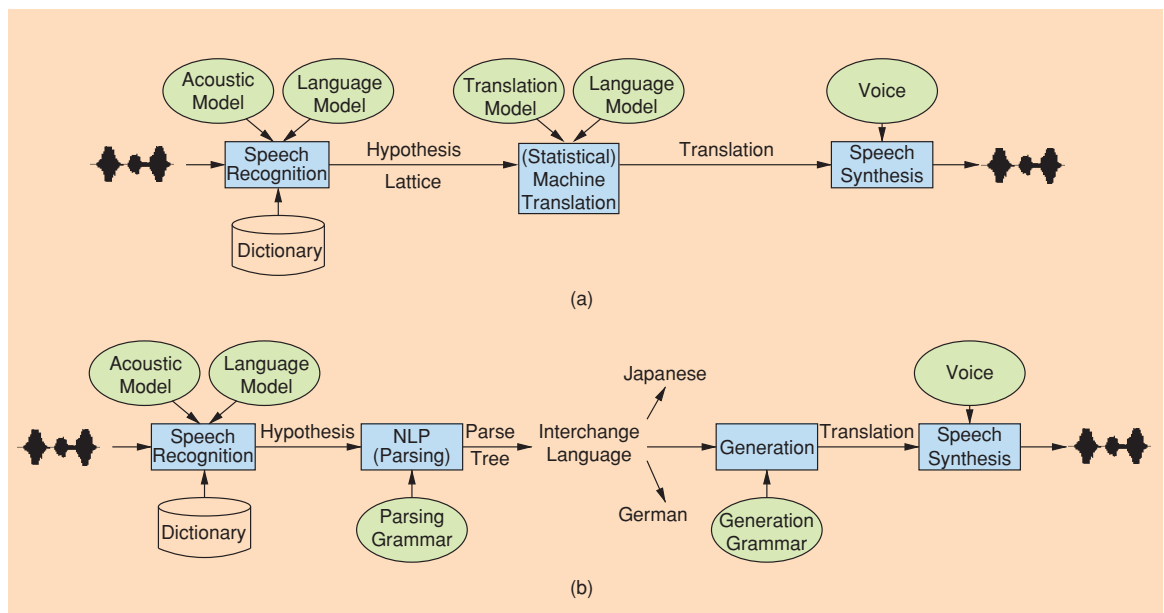 Acoustic
Model
Language
Model
Translation
Model
Language
Model
Voice
Speech
Recognition
Hypothesis
Lattice
(Statistical)
Machine
Translation
Translation
Speech
Synthesis
Dictionary
(a)
Acoustic
Model
Language
Model
Japanese
Voice
Speech
Recognition
Hypothesis
NLP
(Parsing)
Parse
Tree
Interchange
Language
Generation
Translation
Speech
Synthesis
German
Dictionary
Parsing
Grammar
Generation
Grammar
(b)